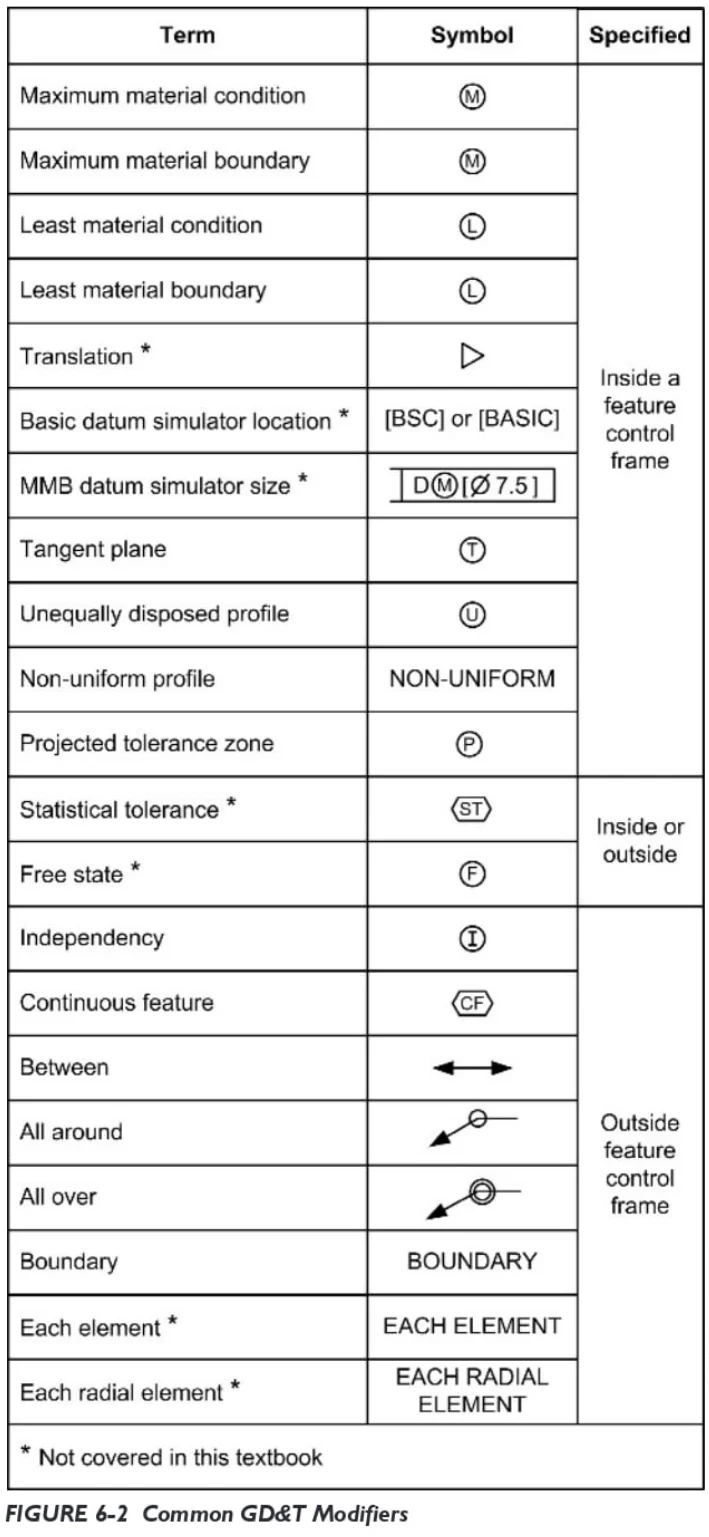 Term Symbol Specified
Maximum material condition Ⓜ
Maximum material boundary Ⓜ
Least material condition Ⓛ
Least material boundary Ⓛ
Translation * ▷
Basic datum simulator location * [BSC] or [BASIC]
MMB datum simulator size * DⓂ[Ø 7.5]
Tangent plane Ⓣ
Unequally disposed profile Ⓤ
Non-uniform profile NON-UNIFORM
Projected tolerance zone Ⓟ
Inside a
feature
control
frame
Statistical tolerance * ST
Free state * Ⓕ
Inside or
outside
Independency Ⓘ
Continuous feature CF
Between
All around
All over
Boundary BOUNDARY
Each element * EACH ELEMENT
Each radial element * EACH RADIAL
ELEMENT
Outside
feature
control
frame
* Not covered in this textbook
FIGURE 6-2 Common GD&T Modifiers